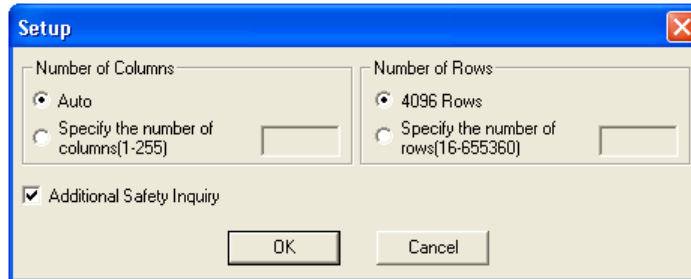 Setup
Number of Columns
Auto
Specify the number of
columns(1-255)
Number of Rows
4096 Rows
Specify the number of
rows(16-655360)
Additional Safety Inquiry
OK
Cancel